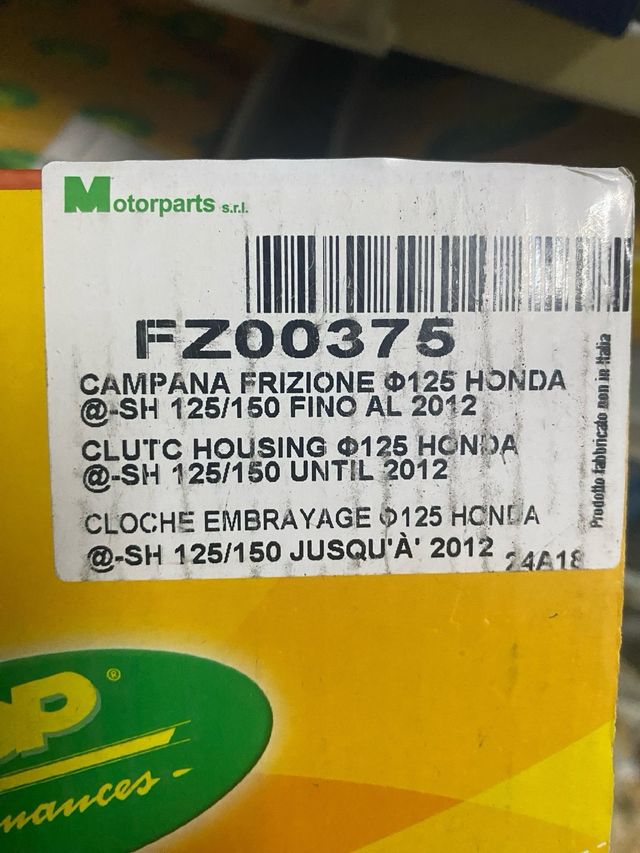 Motorparts s.r.l.
FZ00375
CAMPANA FRIZIONE Φ125 HONDA
@-SH 125/150 FINO AL 2012
CLUTC HOUSING Φ125 HONDA
@-SH 125/150 UNTIL 2012
CLOCHE EMBRAYAGE Φ125 HONDA
@-SH 125/150 JUSQU'À' 2012
24A18
Prodotto fabbricato non in Italia
®